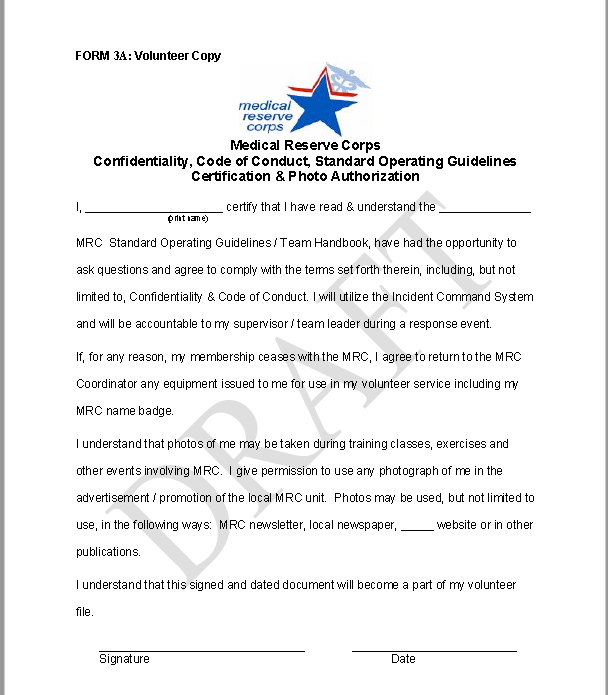 FORM 3A: Volunteer Copy
medical
reserve
corps
Medical Reserve Corps
Confidentiality, Code of Conduct, Standard Operating Guidelines
Certification & Photo Authorization
I, ____________________ certify that I have read & understand the ______________
(print name)
MRC Standard Operating Guidelines / Team Handbook, have had the opportunity to
ask questions and agree to comply with the terms set forth therein, including, but not
limited to, Confidentiality & Code of Conduct. I will utilize the Incident Command System
and will be accountable to my supervisor / team leader during a response event.
If, for any reason, my membership ceases with the MRC, I agree to return to the MRC
Coordinator any equipment issued to me for use in my volunteer service including my
MRC name badge.
I understand that photos of me may be taken during training classes, exercises and
other events involving MRC. I give permission to use any photograph of me in the
advertisement / promotion of the local MRC unit. Photos may be used, but not limited to
use, in the following ways: MRC newsletter, local newspaper, _____ website or in other
publications.
I understand that this signed and dated document will become a part of my volunteer
file.
Signature Date
DRAFT